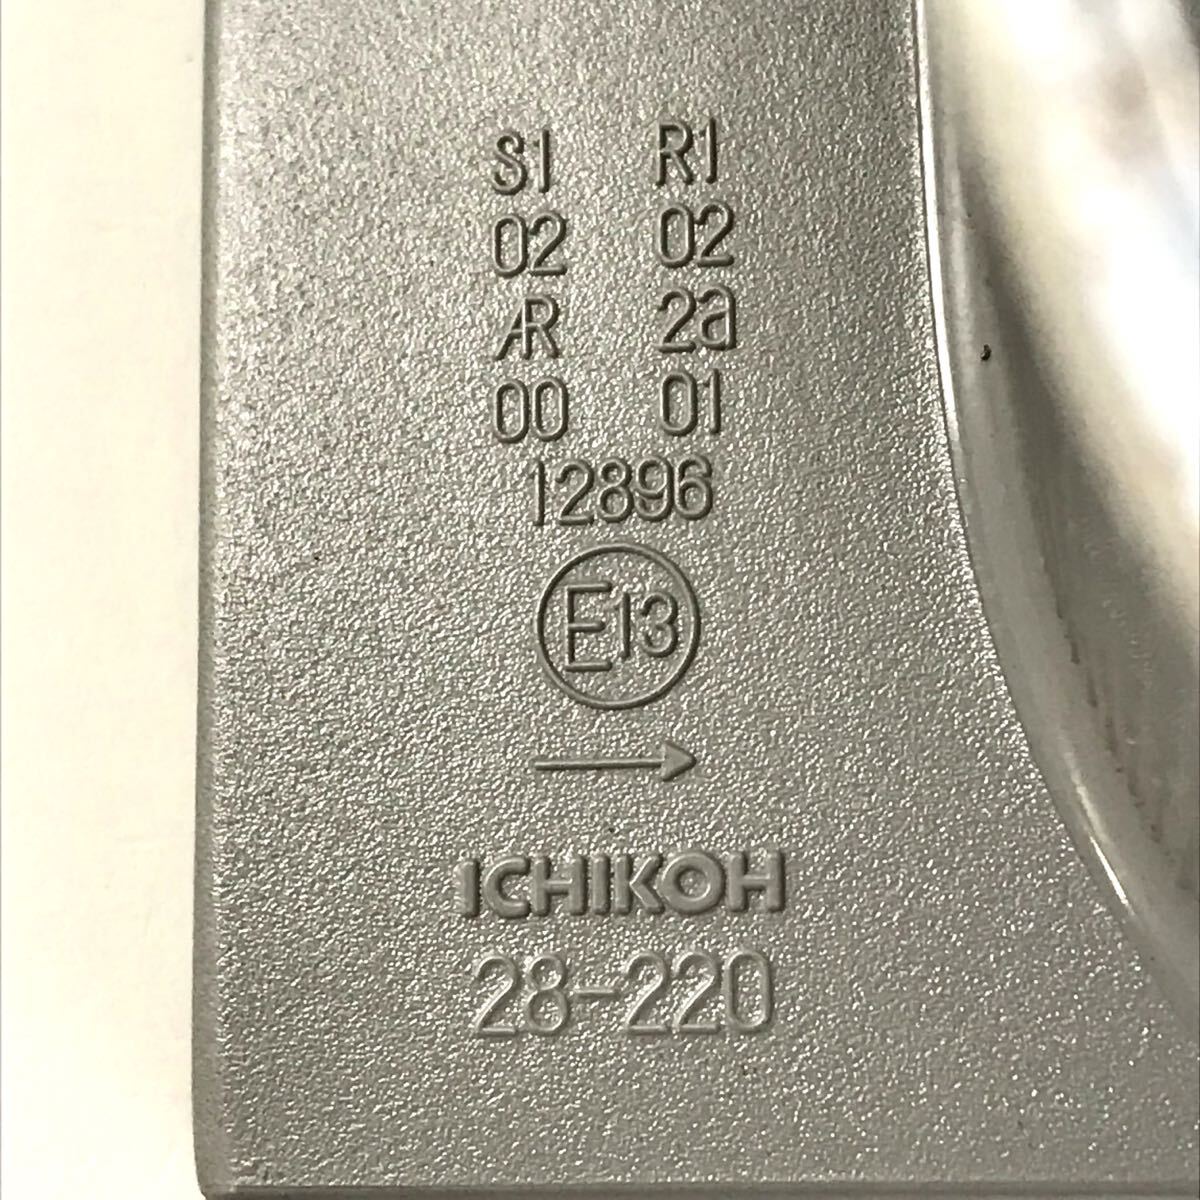 S1 R1
02 02
AR 2a
00 01
12896
E13
→
ICHIKOH
28-220